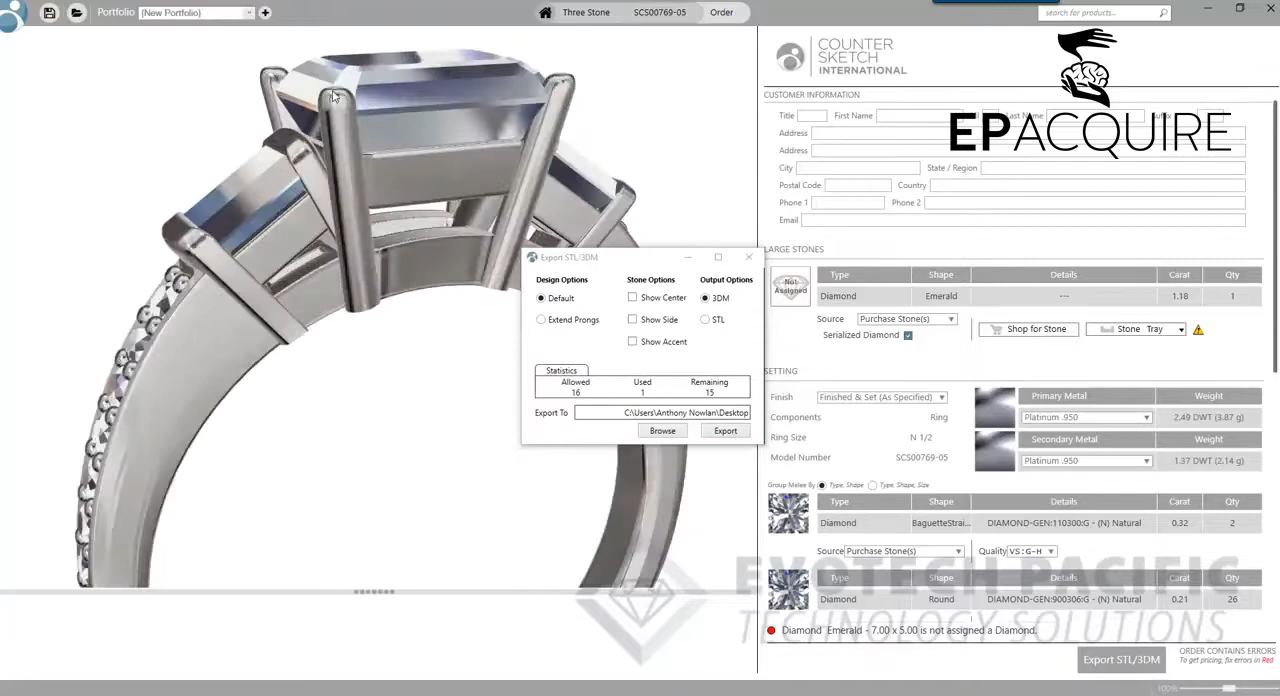 Portfolio [New Portfolio] Three Stone SCS00769-05 Order search for products...
COUNTER
SKETCH
INTERNATIONAL
EPACQUIRE
CUSTOMER INFORMATION
Title First Name Last Name Suffix
Address
Address
City State / Region
Postal Code Country
Phone 1 Phone 2
Email
Export STL/3DM
Design Options Stone Options Output Options
Default Show Center 3DM
Extend Prongs Show Side STL
Show Accent
Statistics
Allowed Used Remaining
16 1 15
Export To C:\Users\Anthony Nowlan\Desktop
Browse Export
LARGE STONES
Not Assigned
Type Shape Details Carat Qty
Diamond Emerald --- 1.18 1
Source Purchase Stone(s) Shop for Stone Stone Tray
Serialized Diamond
SETTING
Finish Finished & Set (As Specified) Primary Metal Weight
Components Ring Platinum .950 2.49 DWT (3.87 g)
Ring Size N 1/2 Secondary Metal Weight
Model Number SCS00769-05 Platinum .950 1.37 DWT (2.14 g)
Group Melee By Type, Shape Type, Shape, Size
Type Shape Details Carat Qty
Diamond BaguetteStrai... DIAMOND-GEN:110300:G - (N) Natural 0.32 2
Source Purchase Stone(s) Quality VS : G-H
EVOTECH PACIFIC
Type Shape Details Carat Qty
Diamond Round DIAMOND-GEN:900306:G - (N) Natural 0.21 26
TECHNOLOGY SOLUTIONS
Diamond Emerald - 7.00 x 5.00 is not assigned a Diamond.
Export STL/3DM ORDER CONTAINS ERRORS
To get pricing, fix errors in Red
100%